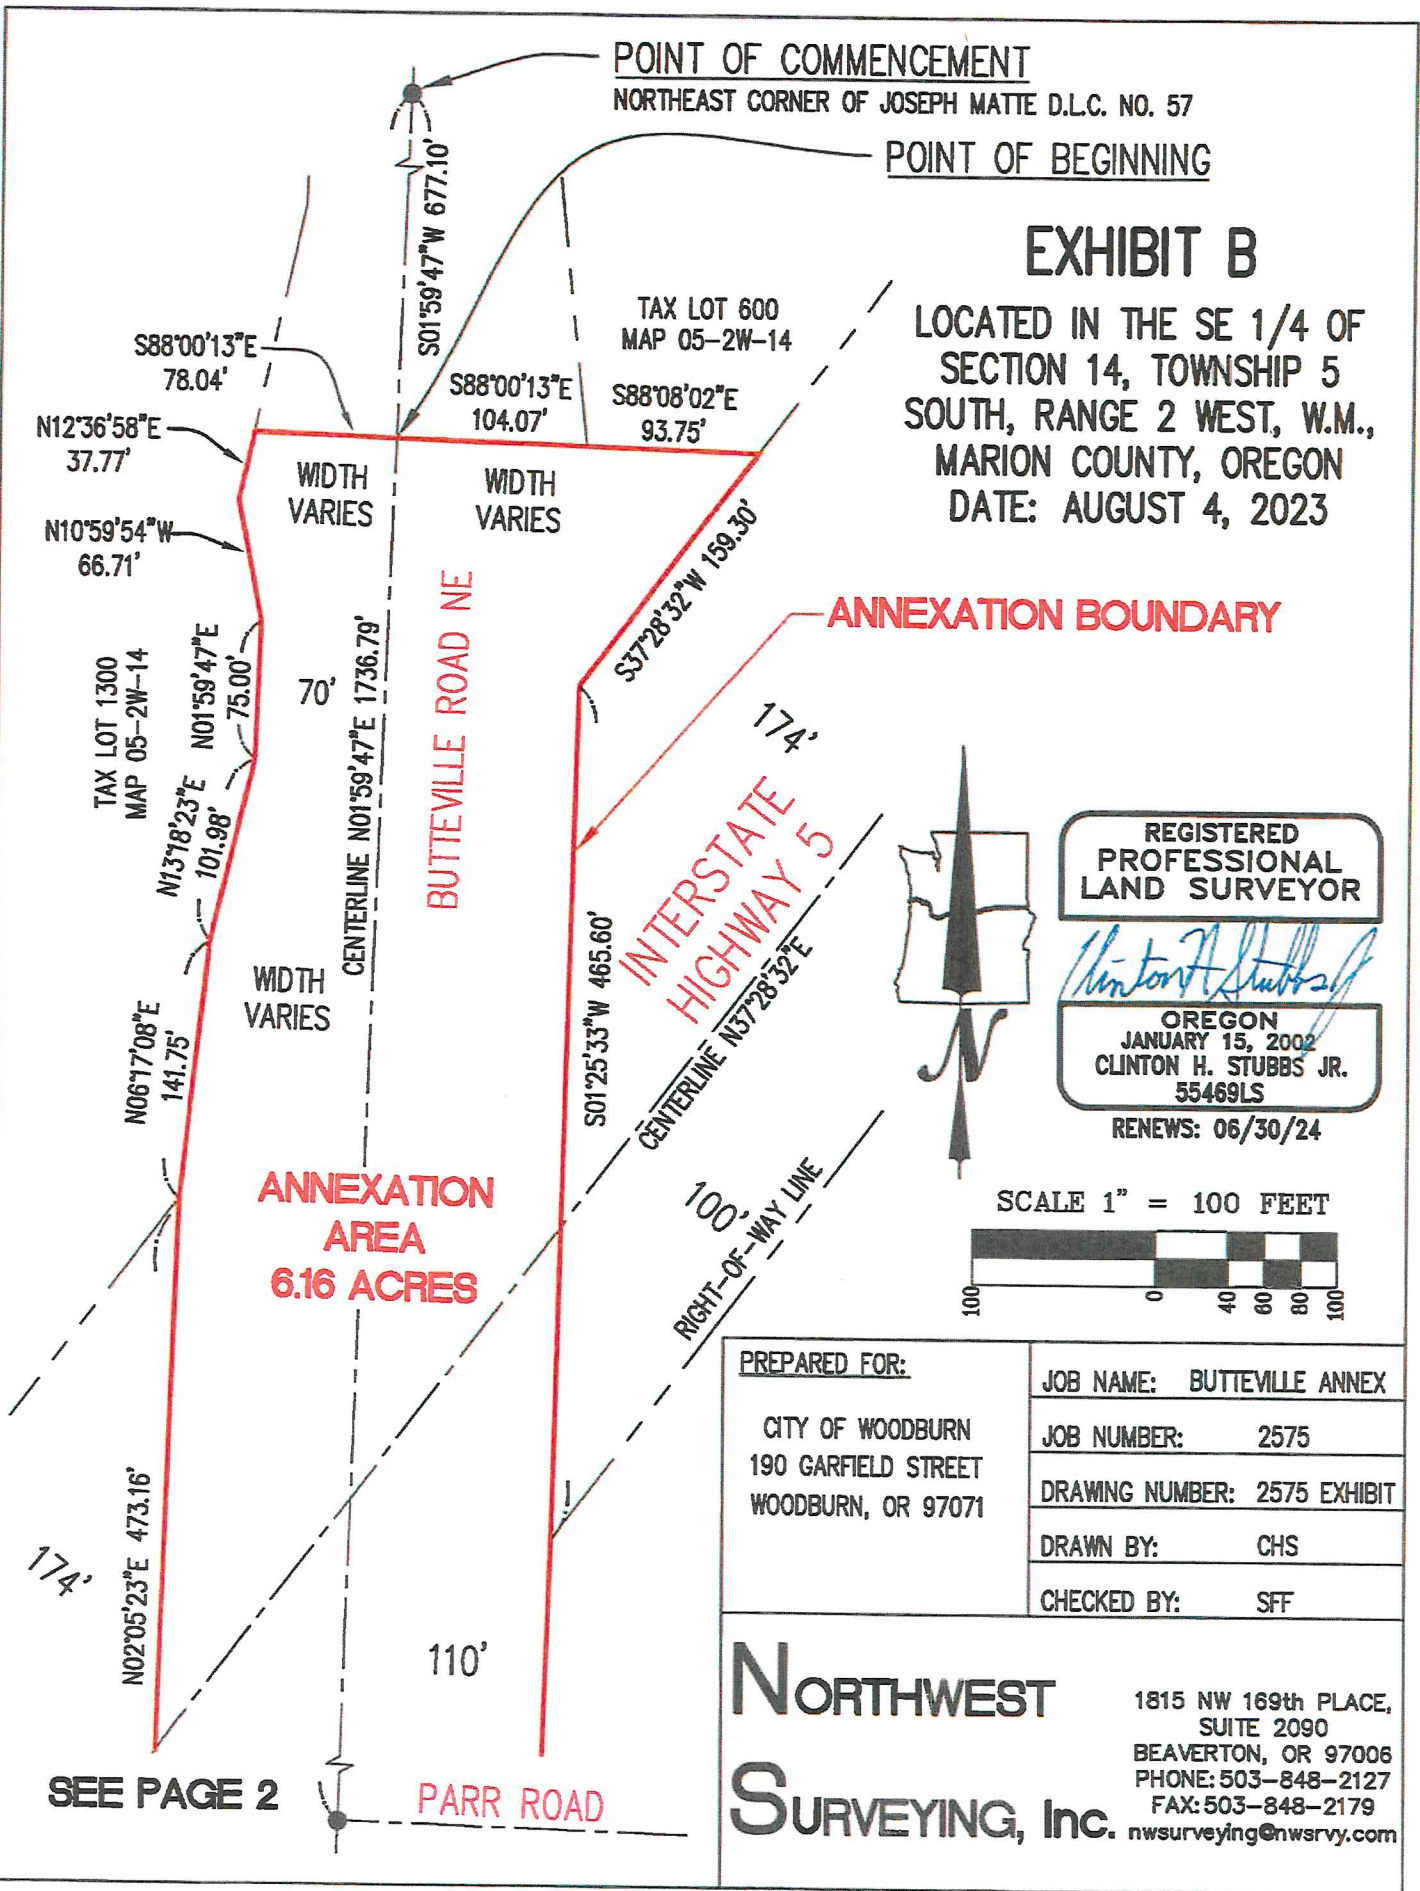 POINT OF COMMENCEMENT
NORTHEAST CORNER OF JOSEPH MATTE D.L.C. NO. 57
POINT OF BEGINNING
S01°59'47"W 677.10'
EXHIBIT B
LOCATED IN THE SE 1/4 OF
SECTION 14, TOWNSHIP 5
SOUTH, RANGE 2 WEST, W.M.,
MARION COUNTY, OREGON
DATE: AUGUST 4, 2023
TAX LOT 600
MAP 05-2W-14
S88°00'13"E
78.04'
S88°00'13"E
104.07'
S88°08'02"E
93.75'
N12°36'58"E
37.77'
WIDTH
VARIES
WIDTH
VARIES
N10°59'54"W
66.71'
S37°28'32"W 159.30'
ANNEXATION BOUNDARY
TAX LOT 1300
MAP 05-2W-14
N01°59'47"E
75.00'
70'
CENTERLINE N01°59'47"E 1736.79'
BUTTEVILLE ROAD NE
174'
INTERSTATE
HIGHWAY 5
N13°18'23"E
101.98'
WIDTH
VARIES
S01°25'33"W 465.60'
CENTERLINE N37°28'32"E
N06°17'08"E
141.75'
REGISTERED
PROFESSIONAL
LAND SURVEYOR
Clinton H Stubbs Jr
OREGON
JANUARY 15, 2002
CLINTON H. STUBBS JR.
55469LS
RENEWS: 06/30/24
N
ANNEXATION
AREA
6.16 ACRES
100'
RIGHT-OF-WAY LINE
SCALE 1" = 100 FEET
100 0 40 60 80 100
N02°05'23"E 473.16'
174'
110'
SEE PAGE 2
PARR ROAD
PREPARED FOR:
CITY OF WOODBURN
190 GARFIELD STREET
WOODBURN, OR 97071
JOB NAME: BUTTEVILLE ANNEX
JOB NUMBER: 2575
DRAWING NUMBER: 2575 EXHIBIT
DRAWN BY: CHS
CHECKED BY: SFF
NORTHWEST
SURVEYING, Inc.
1815 NW 169th PLACE,
SUITE 2090
BEAVERTON, OR 97006
PHONE: 503-848-2127
FAX: 503-848-2179
nwsurveying@nwsrvy.com